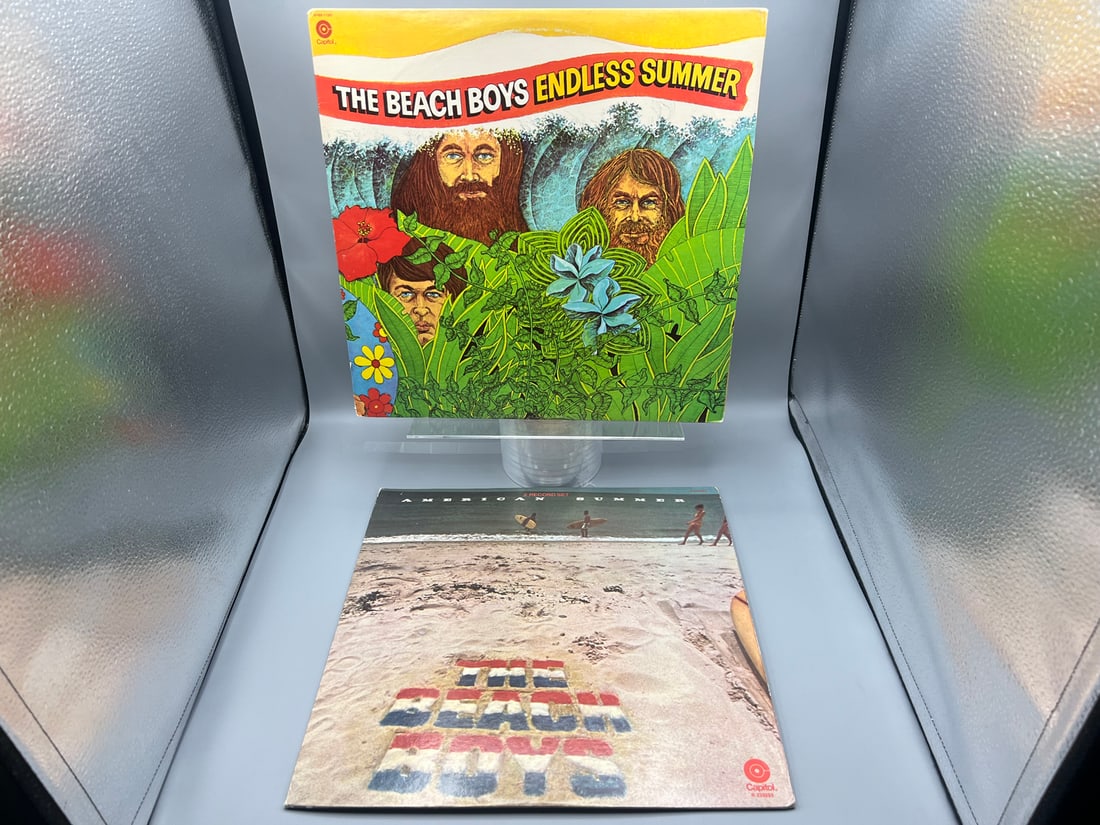 Capitol.
THE BEACH BOYS ENDLESS SUMMER
2 RECORD SET
AMERICAN SUMMER
THE
BEACH
BOYS
Capitol.